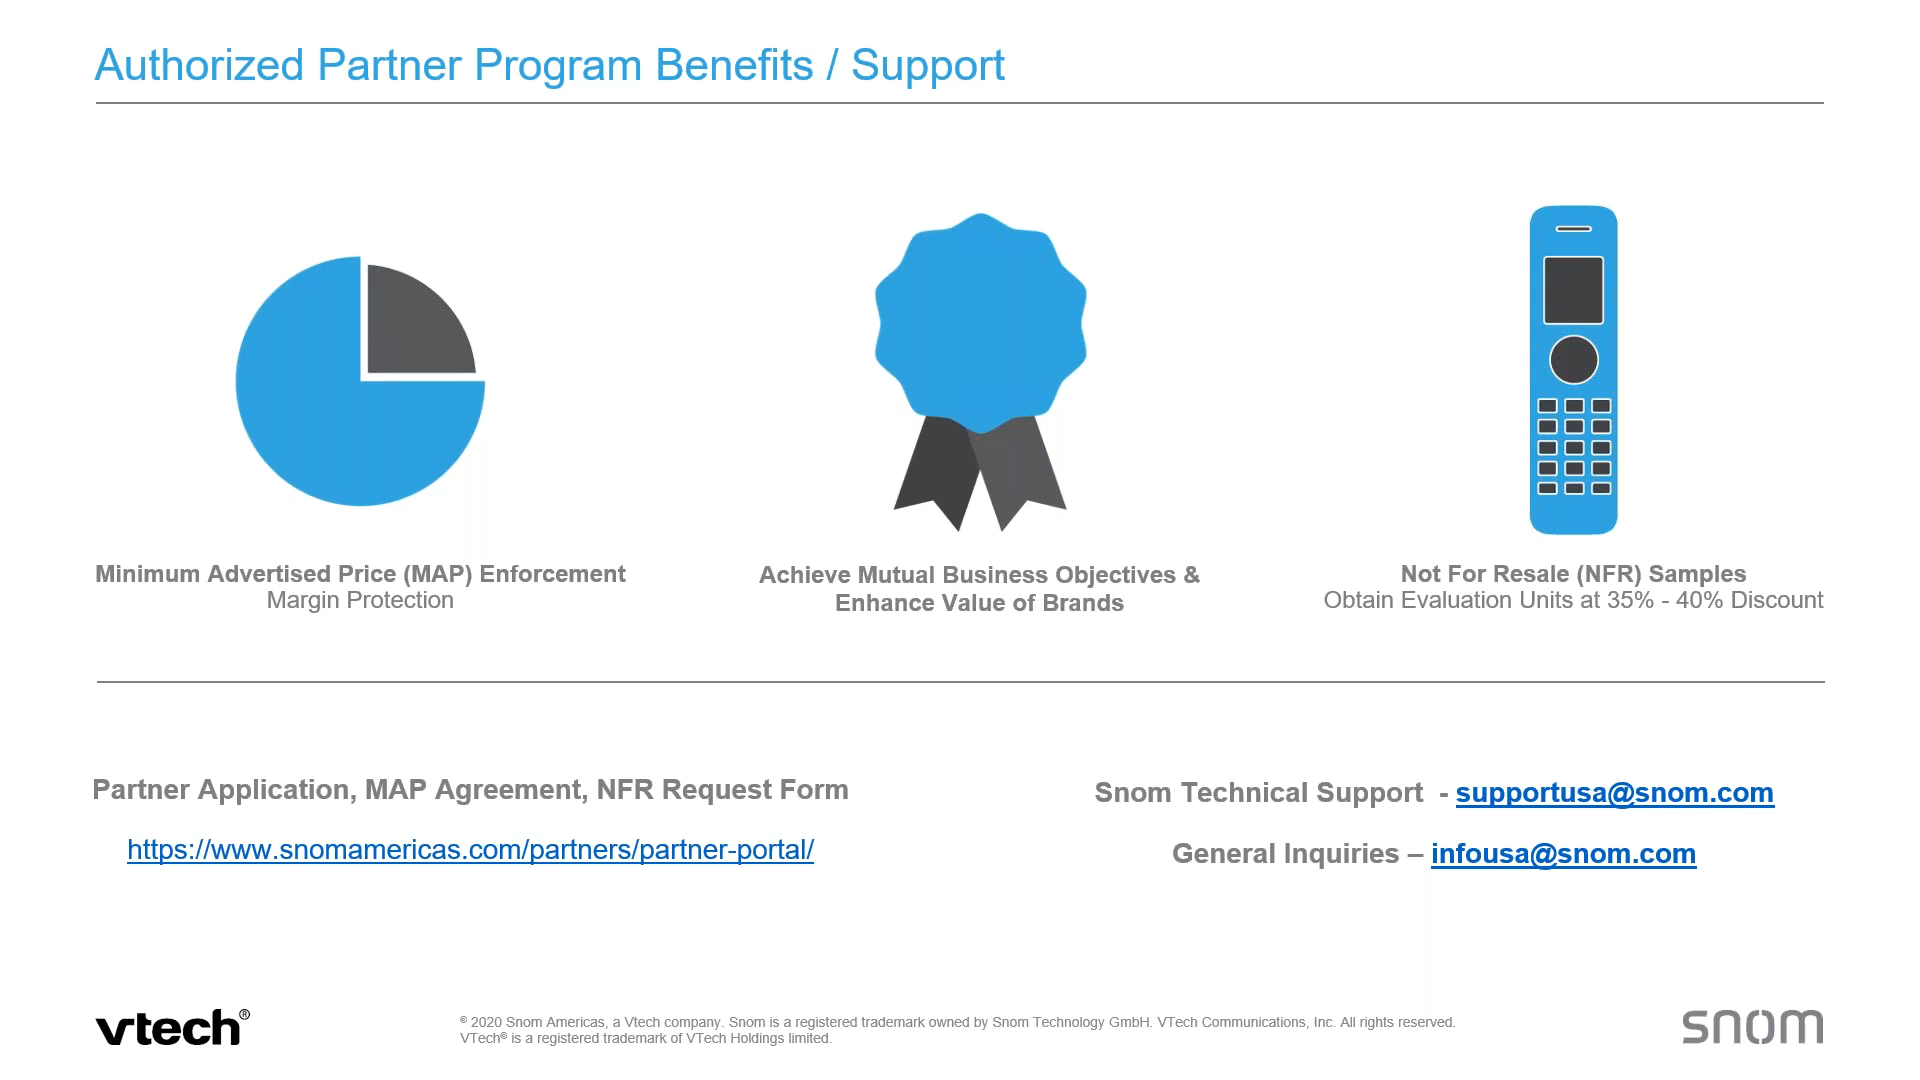 Authorized Partner Program Benefits / Support
Minimum Advertised Price (MAP) Enforcement
Margin Protection
Achieve Mutual Business Objectives &
Enhance Value of Brands
Not For Resale (NFR) Samples
Obtain Evaluation Units at 35% - 40% Discount
Partner Application, MAP Agreement, NFR Request Form
https://www.snomamericas.com/partners/partner-portal/
Snom Technical Support - supportusa@snom.com
General Inquiries – infousa@snom.com
vtech®
© 2020 Snom Americas, a Vtech company. Snom is a registered trademark owned by Snom Technology GmbH. VTech Communications, Inc. All rights reserved.
VTech® is a registered trademark of VTech Holdings limited.
snom